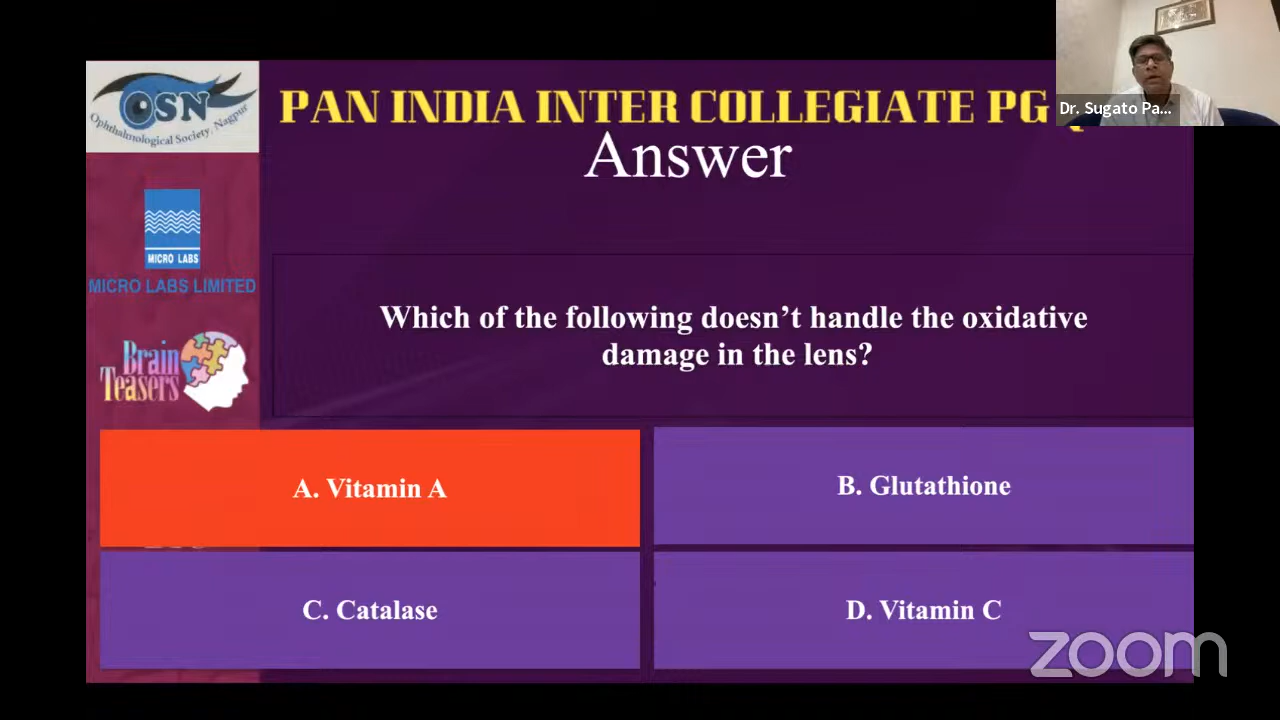 OSN
Ophthalmological Society, Nagpur
PAN INDIA INTER COLLEGIATE PG
Dr. Sugato Pa...
Answer
MICRO LABS
MICRO LABS LIMITED
Brain
Teasers
Which of the following doesn't handle the oxidative
damage in the lens?
A. Vitamin A
B. Glutathione
C. Catalase
D. Vitamin C
zoom